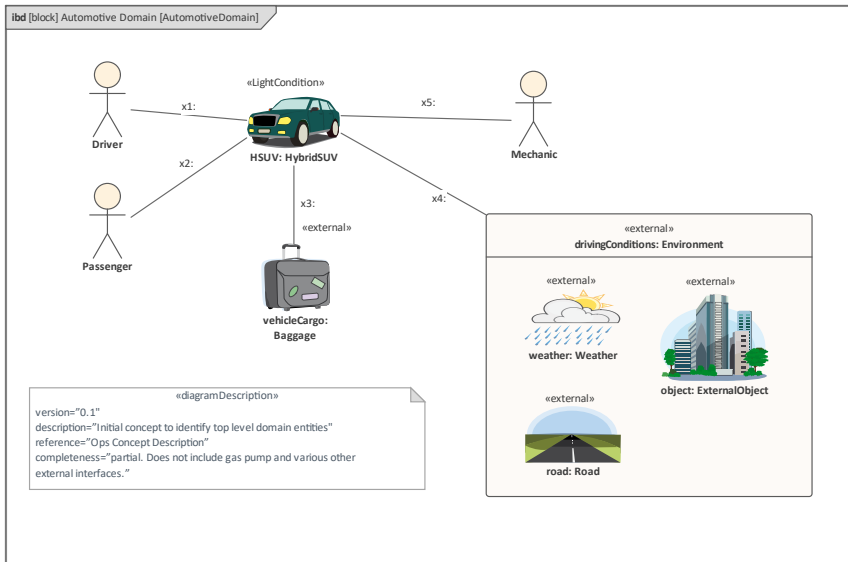 ibd [block] Automotive Domain [AutomotiveDomain]
«LightCondition»
x1:
x5:
Driver
HSUV: HybridSUV
Mechanic
x2:
x3:
x4:
Passenger
«external»
vehicleCargo:
Baggage
«external»
drivingConditions: Environment
«external»
weather: Weather
«external»
object: ExternalObject
«external»
road: Road
«diagramDescription»
version="0.1"
description="Initial concept to identify top level domain entities"
reference="Ops Concept Description"
completeness="partial. Does not include gas pump and various other
external interfaces."